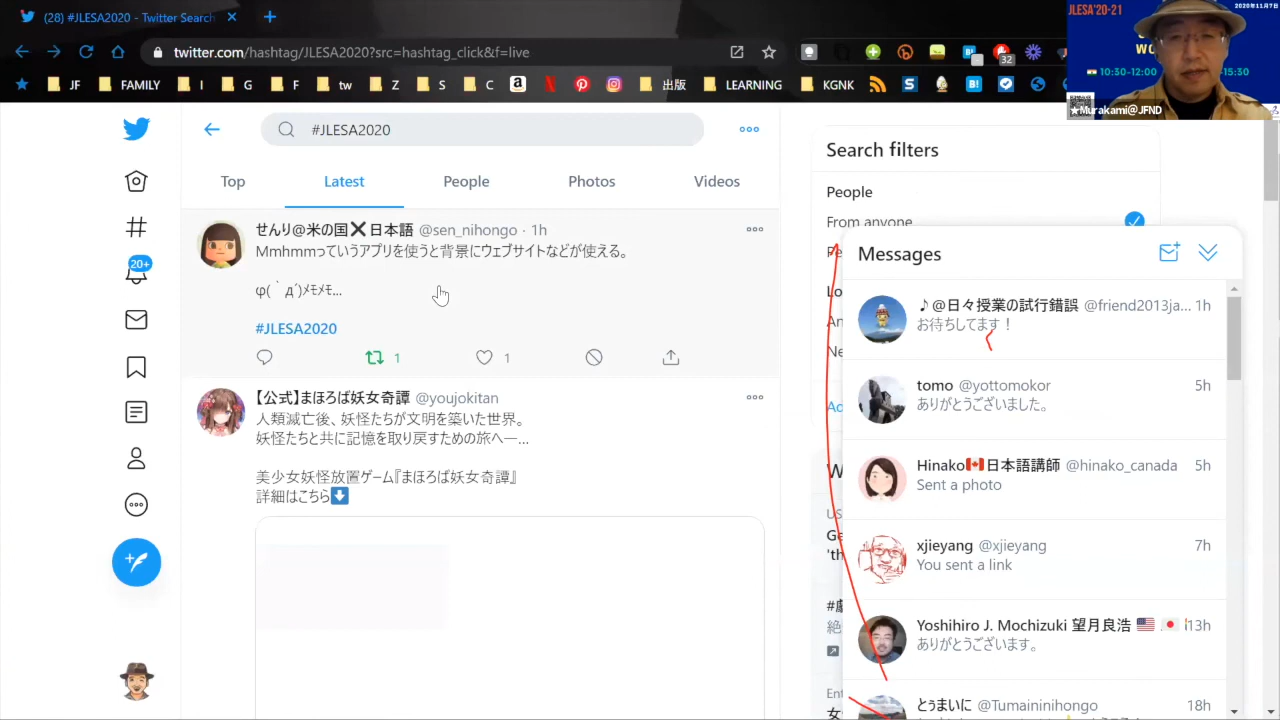 (28) #JLESA2020 - Twitter Search
twitter.com/hashtag/JLESA2020?src=hashtag_click&f=live
32
JF
FAMILY
I
G
F
tw
Z
S
C
出版
LEARNING
KGNK
JLESA'20-21
2020年11月7日
10:30-12:00
-15:30
★Murakami@JFND
#JLESA2020
Top
Latest
People
Photos
Videos
20+
せんり@米の国❌日本語 @sen_nihongo · 1h
Mmhmmっていうアプリを使うと背景にウェブサイトなどが使える。
φ(｀д´)ﾒﾓﾒﾓ...
#JLESA2020
1
1
【公式】まほろば妖女奇譚 @youjokitan
人類滅亡後、妖怪たちが文明を築いた世界。
妖怪たちと共に記憶を取り戻すための旅へ―...
美少女妖怪放置ゲーム『まほろば妖女奇譚』
詳細はこちら⬇
Search filters
People
From anyone
Messages
♪@日々授業の試行錯誤 @friend2013ja... 1h
お待ちしてます！
tomo @yottomokor 5h
ありがとうございました。
Hinako🇨🇦日本語講師 @hinako_canada 5h
Sent a photo
xjieyang @xjieyang 7h
You sent a link
Yoshihiro J. Mochizuki 望月良浩 🇺🇸 🇯🇵 13h
ありがとうございます。
とぅまいに @Tumaininihongo 18h